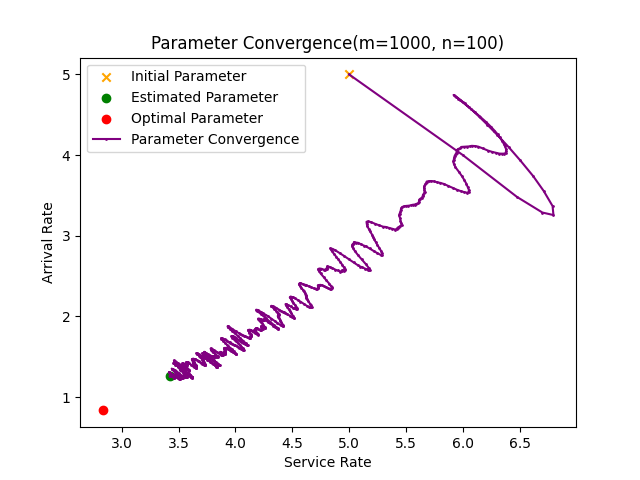 Parameter Convergence(m=1000, n=100)
Initial Parameter
Estimated Parameter
Optimal Parameter
Parameter Convergence
5
4
3
2
1
Arrival Rate
3.0 3.5 4.0 4.5 5.0 5.5 6.0 6.5
Service Rate